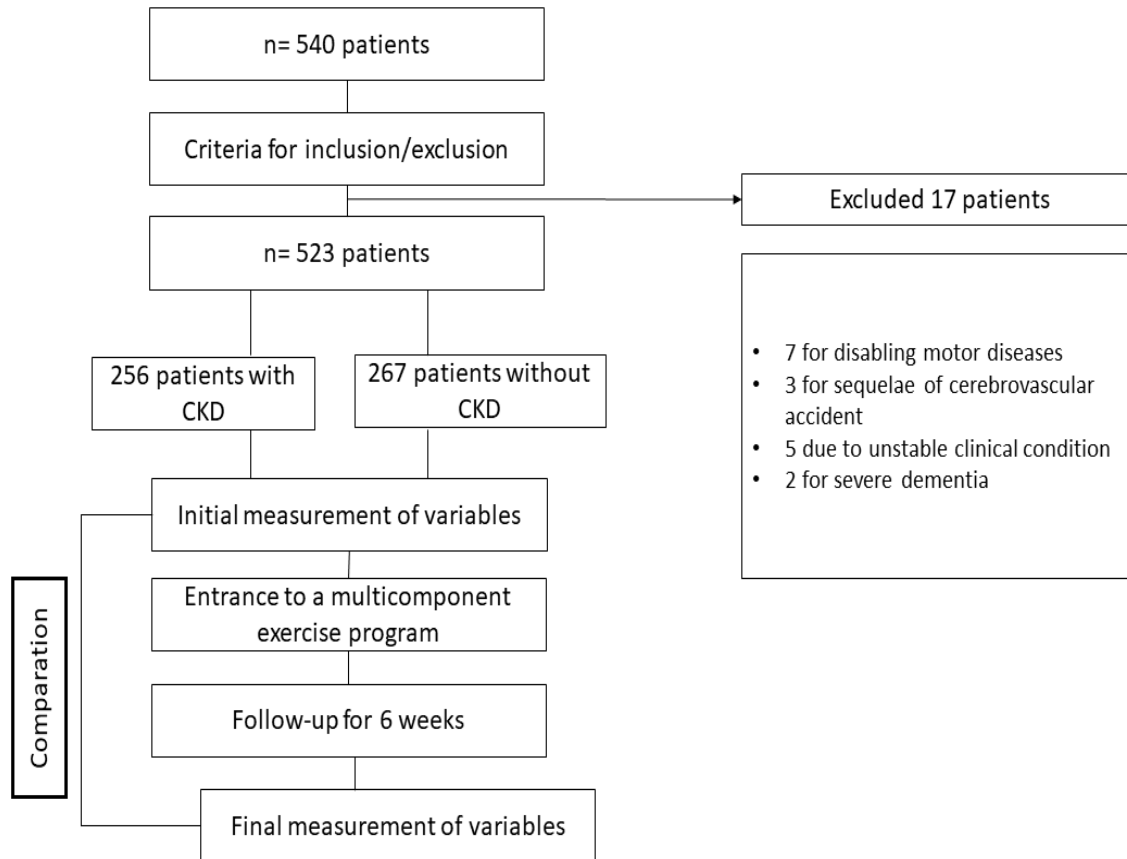 n= 540 patients
Criteria for inclusion/exclusion
Excluded 17 patients
n= 523 patients
• 7 for disabling motor diseases
• 3 for sequelae of cerebrovascular
accident
• 5 due to unstable clinical condition
• 2 for severe dementia
256 patients with
CKD
267 patients without
CKD
Initial measurement of variables
Entrance to a multicomponent
exercise program
Follow-up for 6 weeks
Final measurement of variables
Comparation